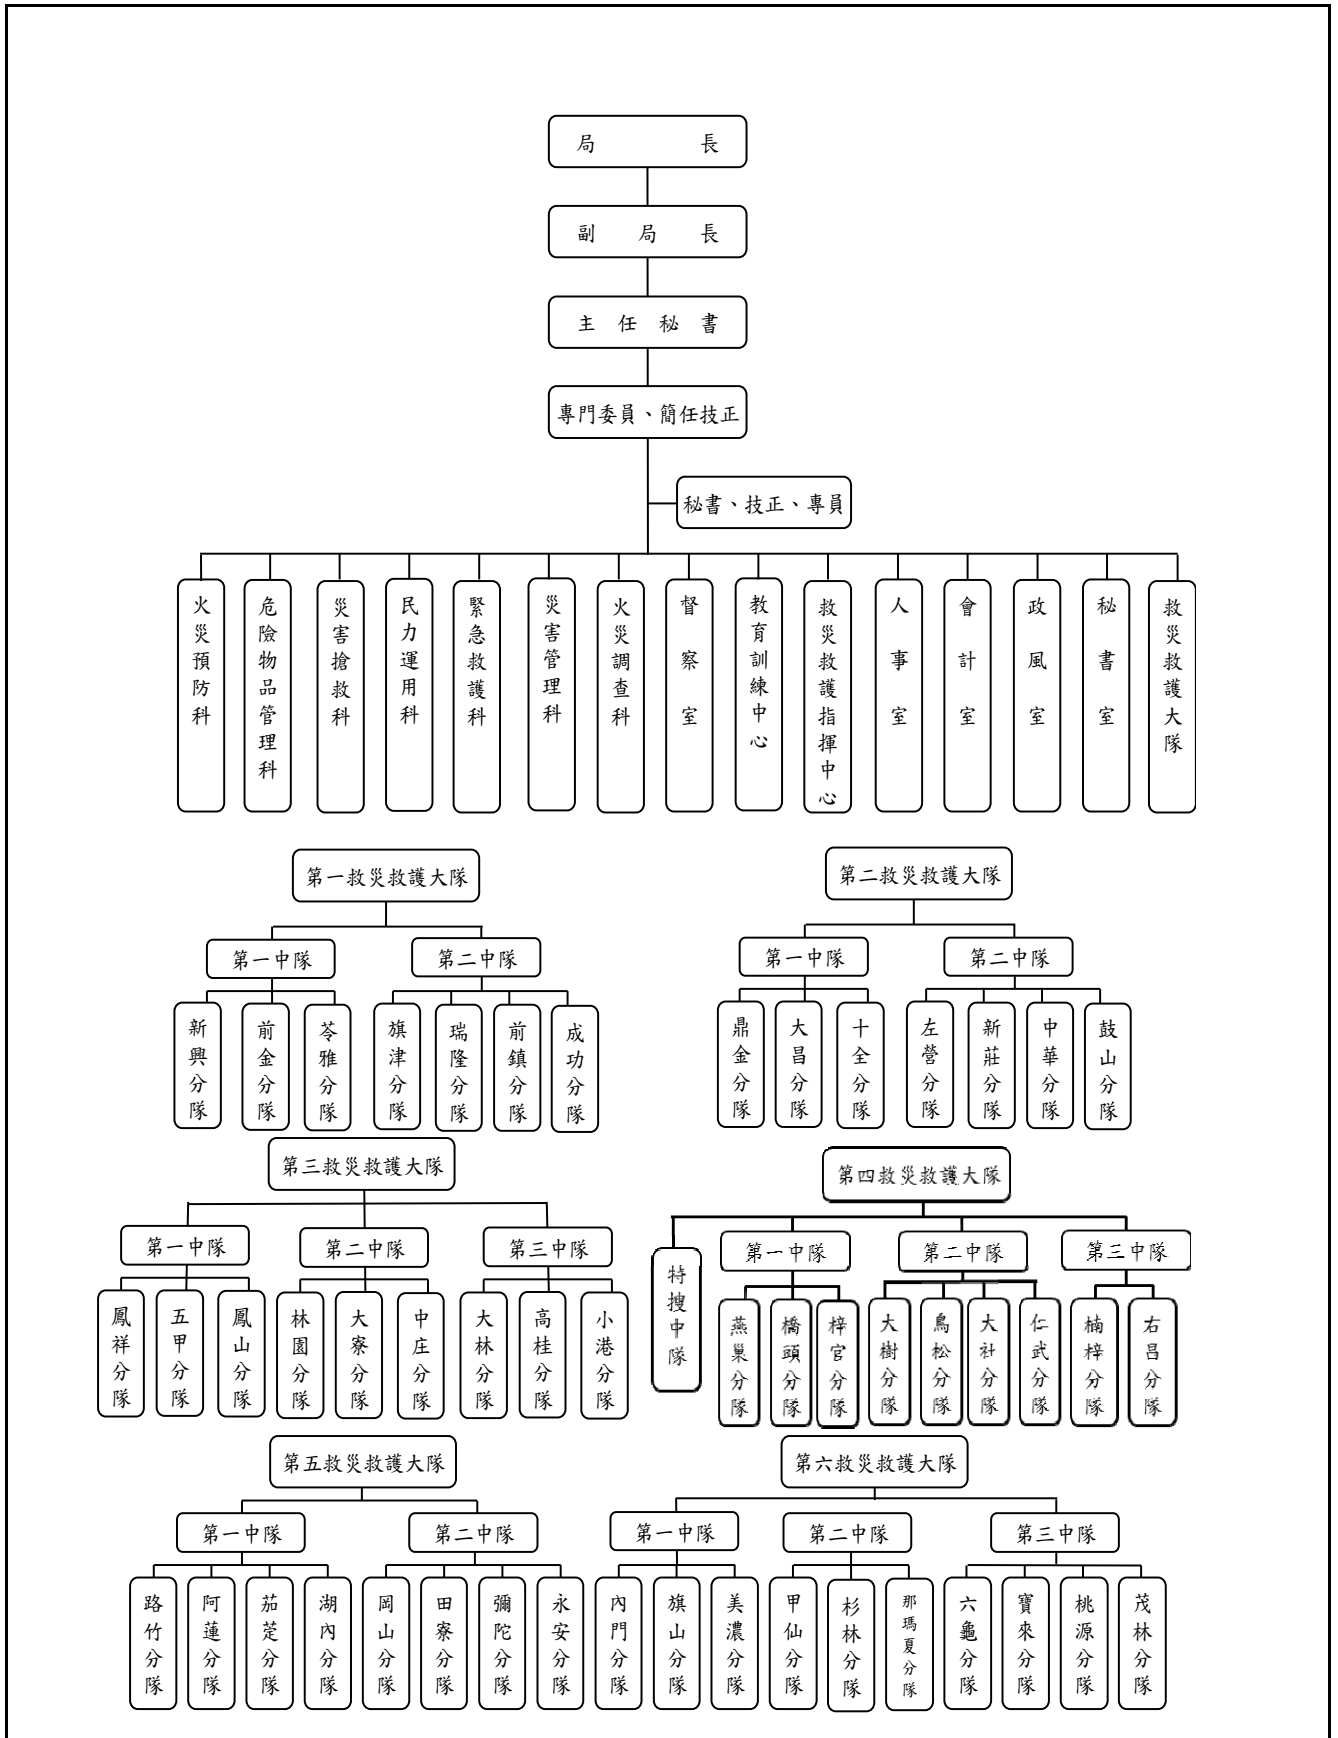 局長
副局長
主任秘書
專門委員、簡任技正
秘書、技正、專員
火災預防科
危險物品管理科
災害搶救科
民力運用科
緊急救護科
災害管理科
火災調查科
督察室
教育訓練中心
救災救護指揮中心
人事室
會計室
政風室
秘書室
救災救護大隊
第一救災救護大隊
第一中隊
第二中隊
新興分隊
前金分隊
苓雅分隊
旗津分隊
瑞隆分隊
前鎮分隊
成功分隊
第二救災救護大隊
第一中隊
第二中隊
鼎金分隊
大昌分隊
十全分隊
左營分隊
新莊分隊
中華分隊
鼓山分隊
第三救災救護大隊
第一中隊
第二中隊
第三中隊
鳳祥分隊
五甲分隊
鳳山分隊
林園分隊
大寮分隊
中庄分隊
大林分隊
高桂分隊
小港分隊
第四救災救護大隊
特搜中隊
第一中隊
第二中隊
第三中隊
燕巢分隊
橋頭分隊
梓官分隊
大樹分隊
鳥松分隊
大社分隊
仁武分隊
楠梓分隊
右昌分隊
第五救災救護大隊
第一中隊
第二中隊
路竹分隊
阿蓮分隊
茄萣分隊
湖內分隊
岡山分隊
田寮分隊
彌陀分隊
永安分隊
第六救災救護大隊
第一中隊
第二中隊
第三中隊
內門分隊
旗山分隊
美濃分隊
甲仙分隊
杉林分隊
那瑪夏分隊
六龜分隊
寶來分隊
桃源分隊
茂林分隊